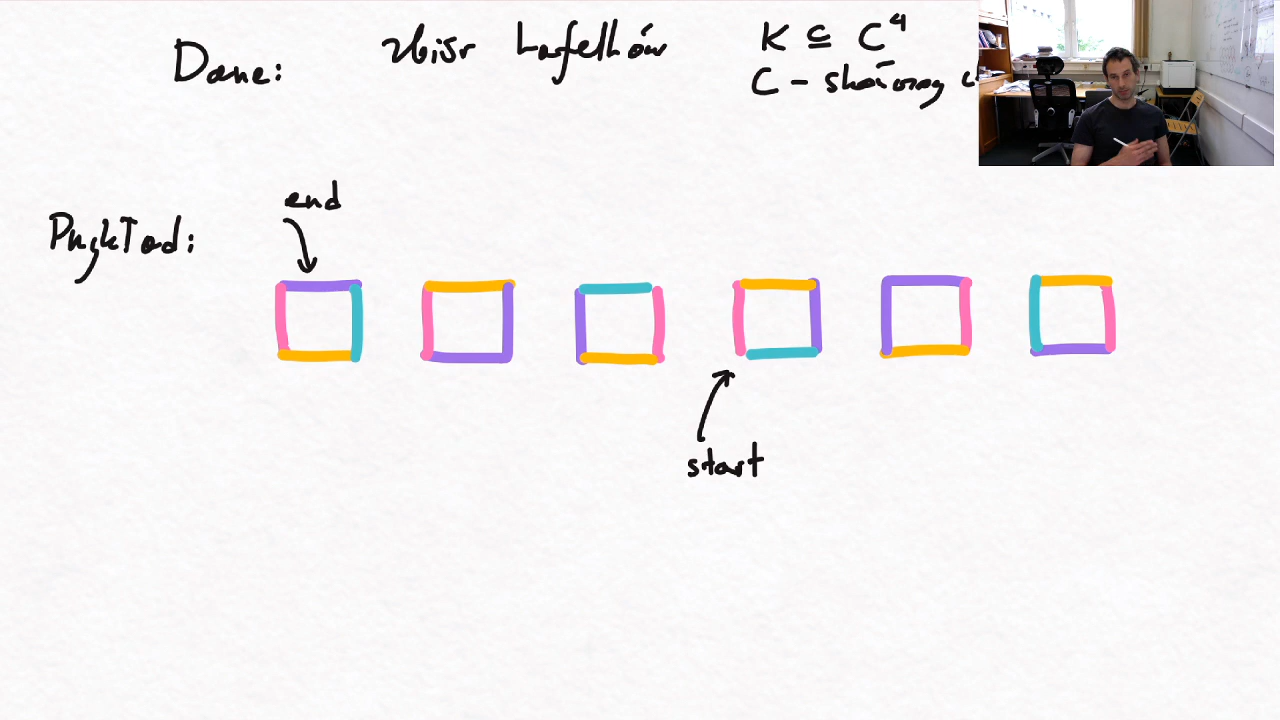 Dane: zbiór kafelków K ⊆ C⁴
C - skończony
end
Przykład:
start